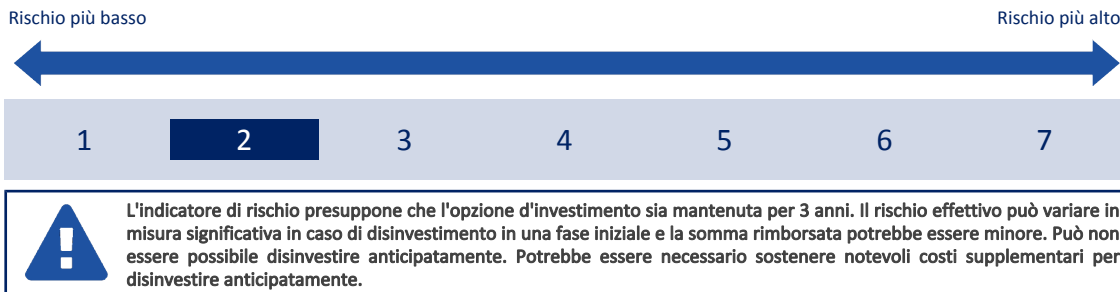 Rischio più basso
Rischio più alto
1 2 3 4 5 6 7
L'indicatore di rischio presuppone che l'opzione d'investimento sia mantenuta per 3 anni. Il rischio effettivo può variare in
misura significativa in caso di disinvestimento in una fase iniziale e la somma rimborsata potrebbe essere minore. Può non
essere possibile disinvestire anticipatamente. Potrebbe essere necessario sostenere notevoli costi supplementari per
disinvestire anticipatamente.